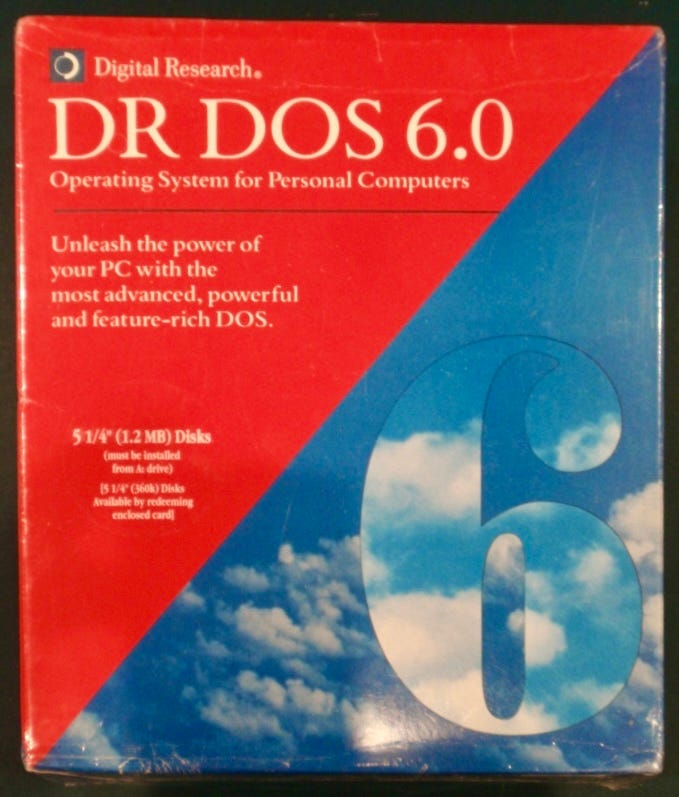 Digital Research®
DR DOS 6.0
Operating System for Personal Computers
Unleash the power of
your PC with the
most advanced, powerful
and feature-rich DOS.
5 1/4" (1.2 MB) Disks
(must be installed
from A: drive)
[5 1/4" (360k) Disks
Available by redeeming
enclosed card]
6